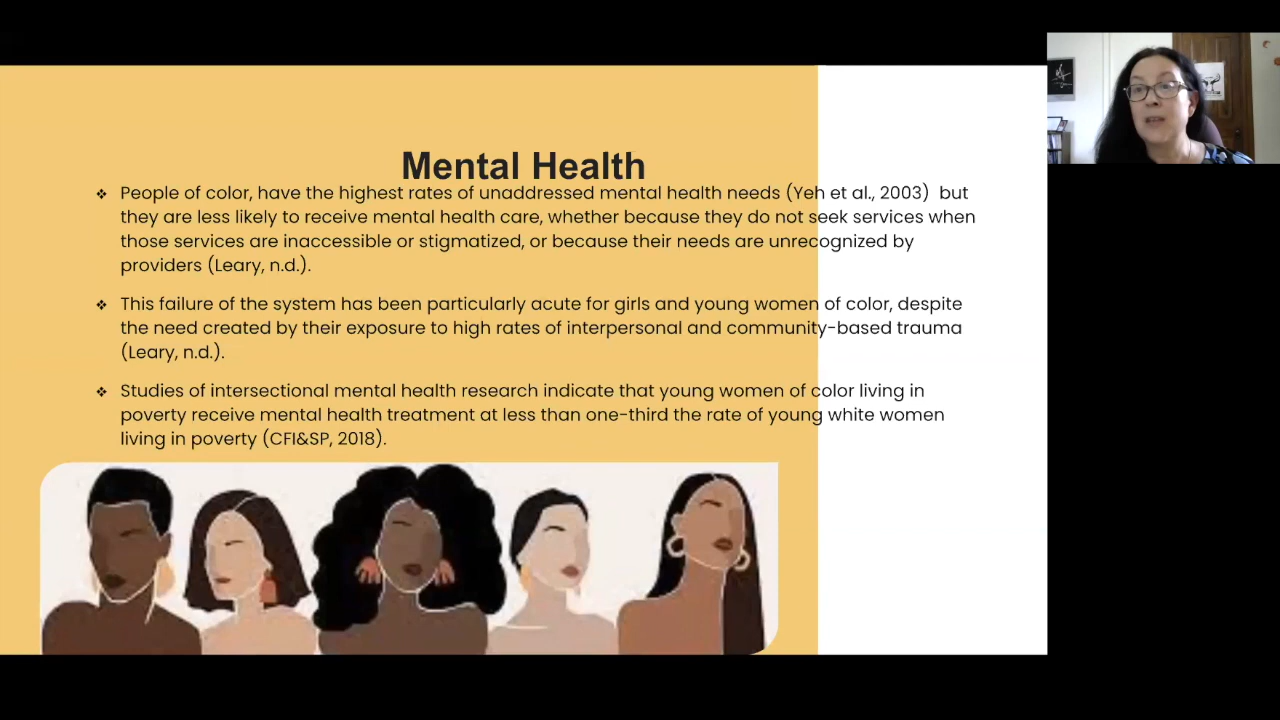 Mental Health
❖ People of color, have the highest rates of unaddressed mental health needs (Yeh et al., 2003)  but
they are less likely to receive mental health care, whether because they do not seek services when
those services are inaccessible or stigmatized, or because their needs are unrecognized by
providers (Leary, n.d.).
❖ This failure of the system has been particularly acute for girls and young women of color, despite
the need created by their exposure to high rates of interpersonal and community-based trauma
(Leary, n.d.).
❖ Studies of intersectional mental health research indicate that young women of color living in
poverty receive mental health treatment at less than one-third the rate of young white women
living in poverty (CFI&SP, 2018).